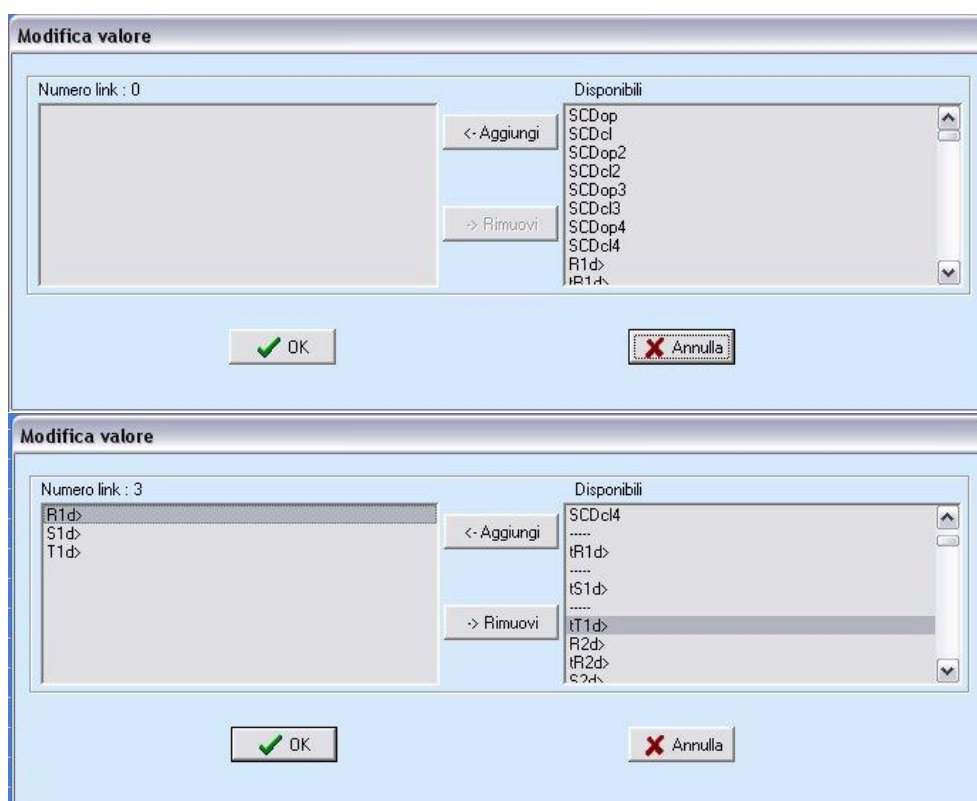 Modifica valore
Numero link : 0
Disponibili
<- Aggiungi
-> Rimuovi
SCDop
SCDcl
SCDop2
SCDcl2
SCDop3
SCDcl3
SCDop4
SCDcl4
R1d>
tR1d>
OK
Annulla
Modifica valore
Numero link : 3
Disponibili
R1d>
S1d>
T1d>
<- Aggiungi
-> Rimuovi
SCDcl4
-----
tR1d>
-----
tS1d>
-----
tT1d>
R2d>
tR2d>
S2d>
OK
Annulla